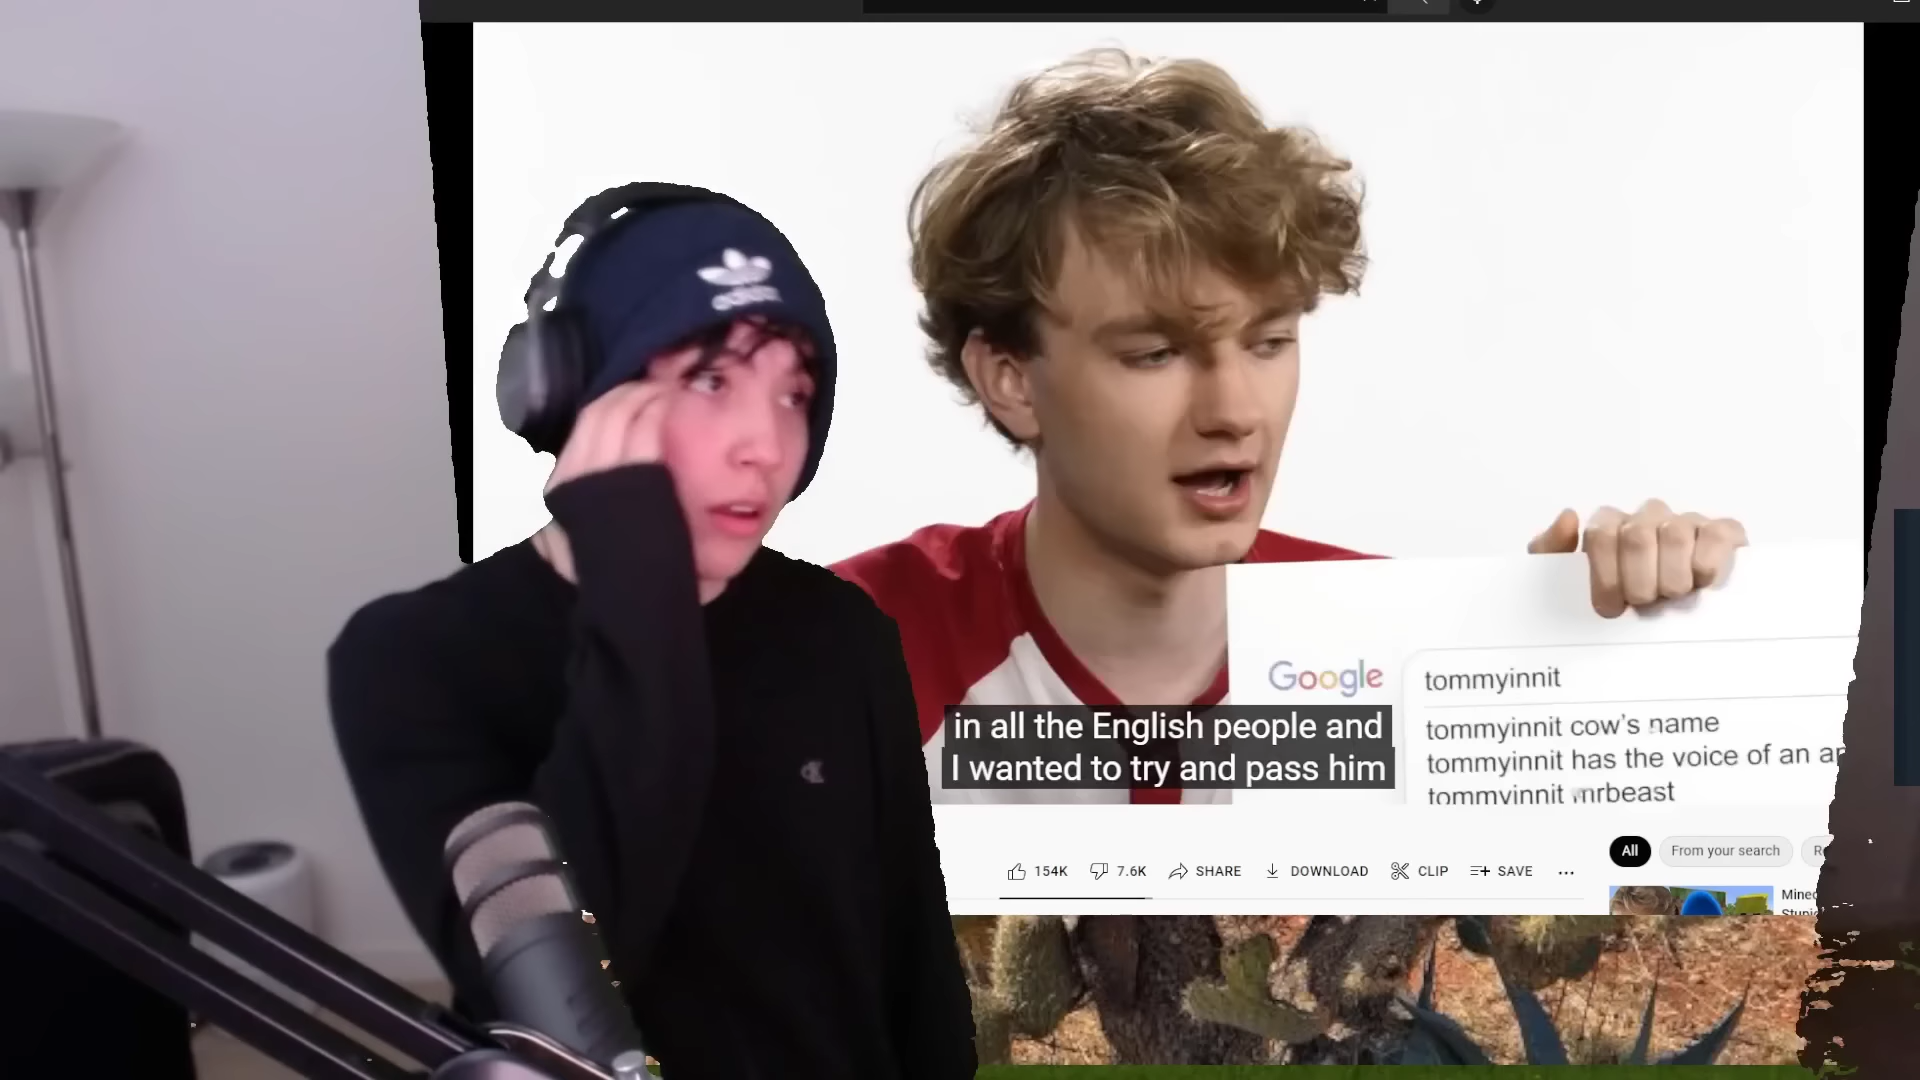 Google
tommyinnit
tommyinnit cow's name
tommyinnit has the voice of an
tommyinnit mrbeast
in all the English people and
I wanted to try and pass him
154K
7.6K
SHARE
DOWNLOAD
CLIP
SAVE
...
All
From your search